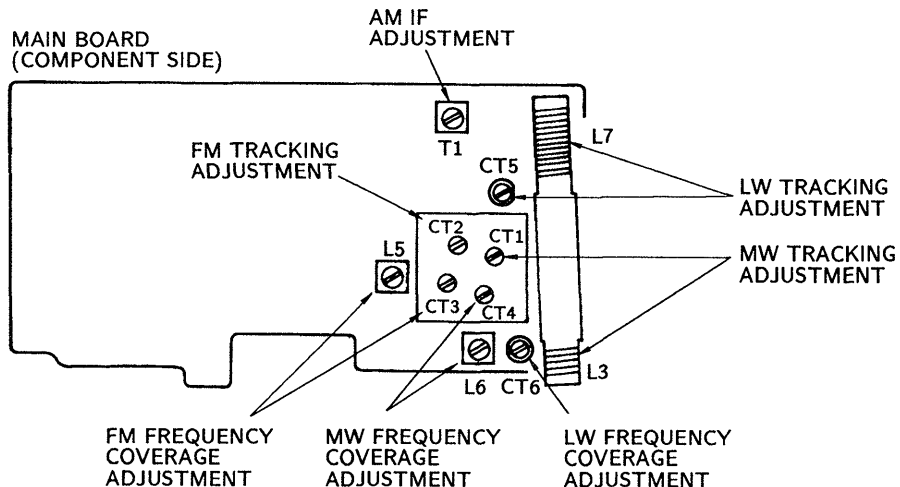 AM IF
ADJUSTMENT
MAIN BOARD
(COMPONENT SIDE)
T1
L7
FM TRACKING
ADJUSTMENT
CT5
LW TRACKING
ADJUSTMENT
CT2
CT1
L5
MW TRACKING
ADJUSTMENT
CT3
CT4
L6
CT6
L3
FM FREQUENCY
COVERAGE
ADJUSTMENT
MW FREQUENCY
COVERAGE
ADJUSTMENT
LW FREQUENCY
COVERAGE
ADJUSTMENT